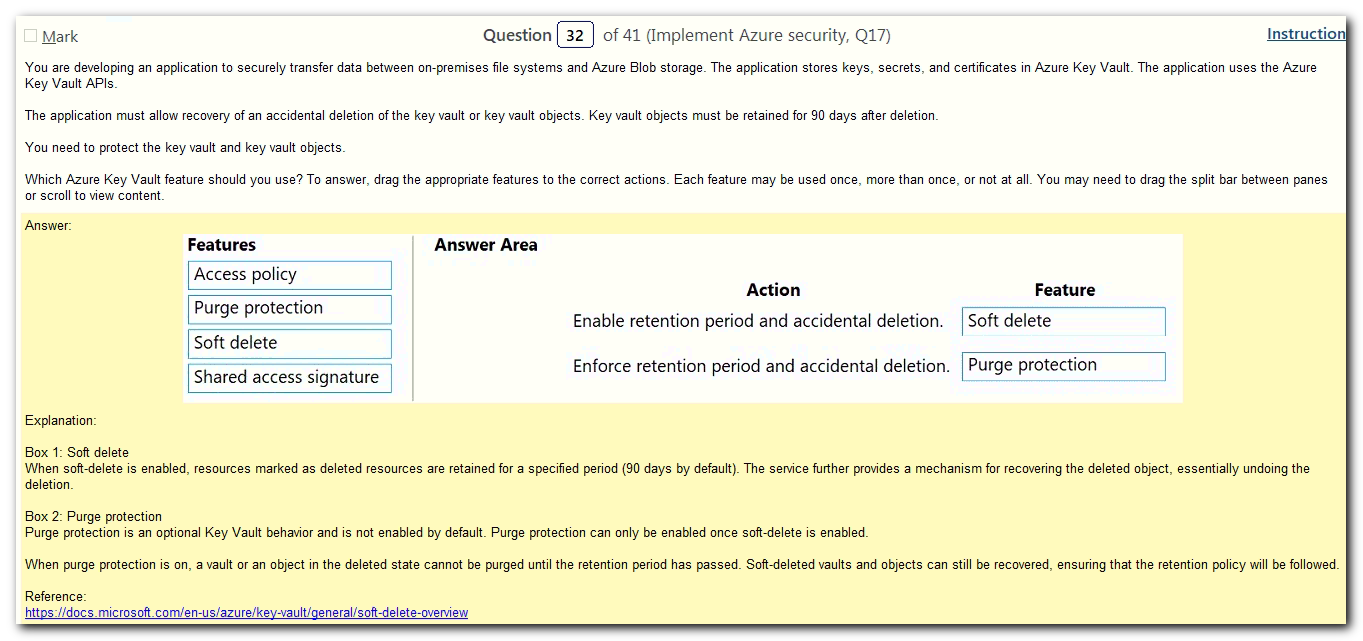 Mark
Question 32 of 41 (Implement Azure security, Q17)
Instruction
You are developing an application to securely transfer data between on-premises file systems and Azure Blob storage. The application stores keys, secrets, and certificates in Azure Key Vault. The application uses the Azure
Key Vault APIs.
The application must allow recovery of an accidental deletion of the key vault or key vault objects. Key vault objects must be retained for 90 days after deletion.
You need to protect the key vault and key vault objects.
Which Azure Key Vault feature should you use? To answer, drag the appropriate features to the correct actions. Each feature may be used once, more than once, or not at all. You may need to drag the split bar between panes
or scroll to view content.
Answer:
Features
Access policy
Purge protection
Soft delete
Shared access signature
Answer Area
Action
Feature
Enable retention period and accidental deletion.
Soft delete
Enforce retention period and accidental deletion.
Purge protection
Explanation:
Box 1: Soft delete
When soft-delete is enabled, resources marked as deleted resources are retained for a specified period (90 days by default). The service further provides a mechanism for recovering the deleted object, essentially undoing the
deletion.
Box 2: Purge protection
Purge protection is an optional Key Vault behavior and is not enabled by default. Purge protection can only be enabled once soft-delete is enabled.
When purge protection is on, a vault or an object in the deleted state cannot be purged until the retention period has passed. Soft-deleted vaults and objects can still be recovered, ensuring that the retention policy will be followed.
Reference:
https://docs.microsoft.com/en-us/azure/key-vault/general/soft-delete-overview